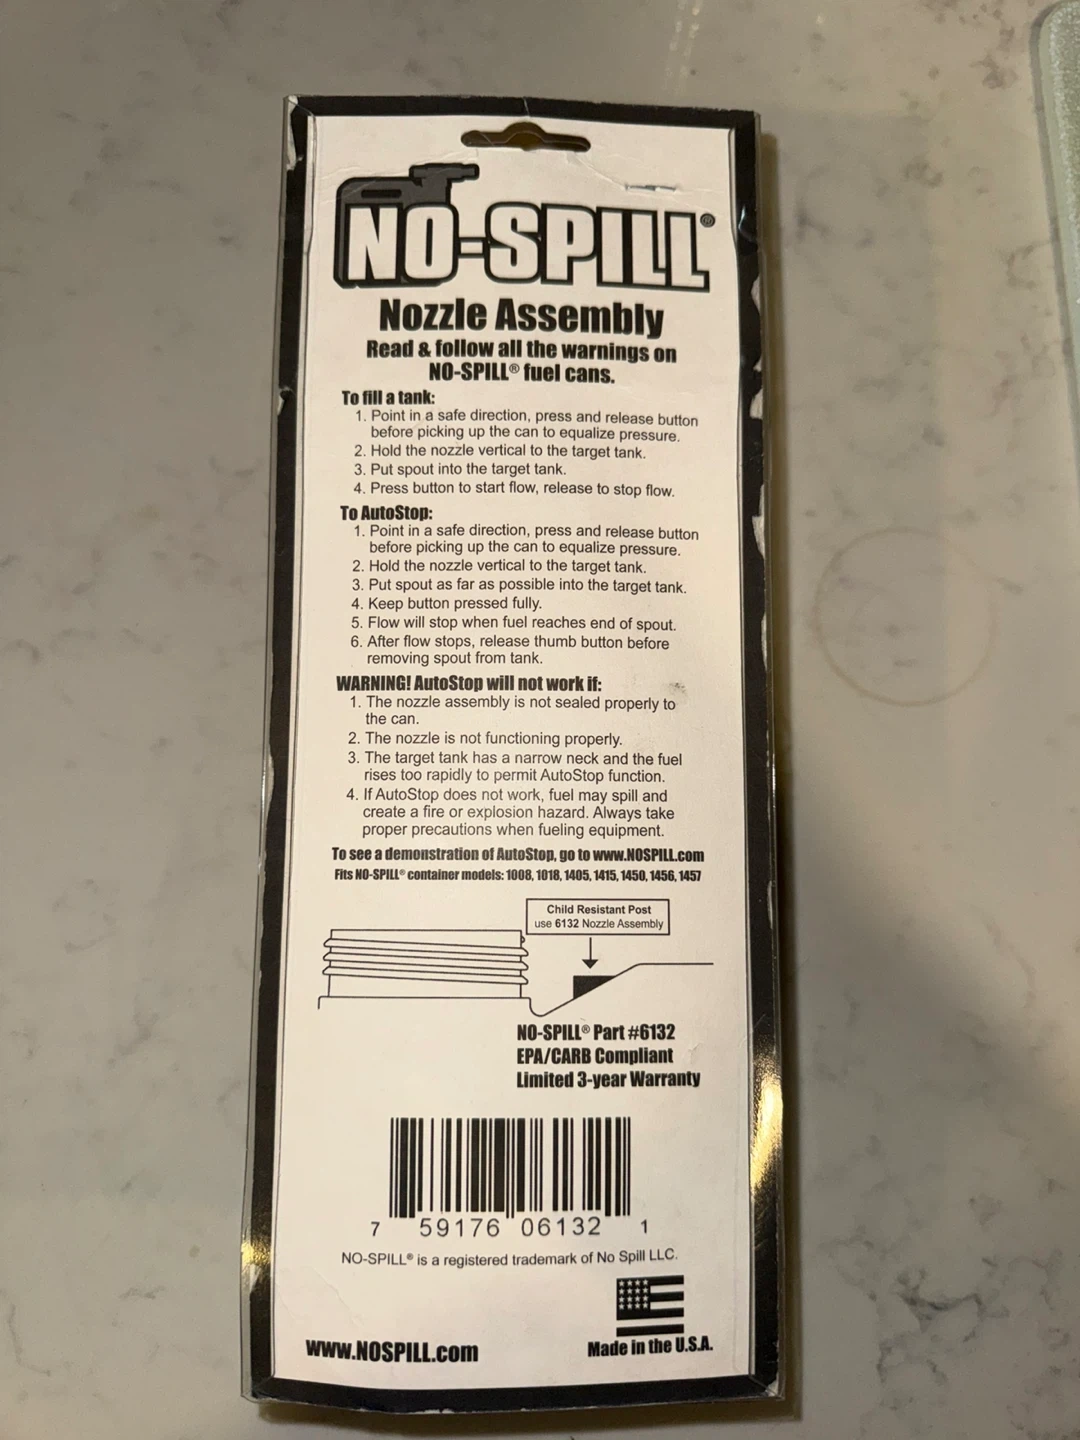 NO-SPILL®
Nozzle Assembly
Read & follow all the warnings on
NO-SPILL® fuel cans.
To fill a tank:
1. Point in a safe direction, press and release button
before picking up the can to equalize pressure.
2. Hold the nozzle vertical to the target tank.
3. Put spout into the target tank.
4. Press button to start flow, release to stop flow.
To AutoStop:
1. Point in a safe direction, press and release button
before picking up the can to equalize pressure.
2. Hold the nozzle vertical to the target tank.
3. Put spout as far as possible into the target tank.
4. Keep button pressed fully.
5. Flow will stop when fuel reaches end of spout.
6. After flow stops, release thumb button before
removing spout from tank.
WARNING! AutoStop will not work if:
1. The nozzle assembly is not sealed properly to
the can.
2. The nozzle is not functioning properly.
3. The target tank has a narrow neck and the fuel
rises too rapidly to permit AutoStop function.
4. If AutoStop does not work, fuel may spill and
create a fire or explosion hazard. Always take
proper precautions when fueling equipment.
To see a demonstration of AutoStop, go to www.NOSPILL.com
Fits NO-SPILL® container models: 1008, 1018, 1405, 1415, 1450, 1456, 1457
Child Resistant Post
use 6132 Nozzle Assembly
NO-SPILL® Part #6132
EPA/CARB Compliant
Limited 3-year Warranty
7 59176 06132 1
NO-SPILL® is a registered trademark of No Spill LLC.
www.NOSPILL.com
Made in the U.S.A.